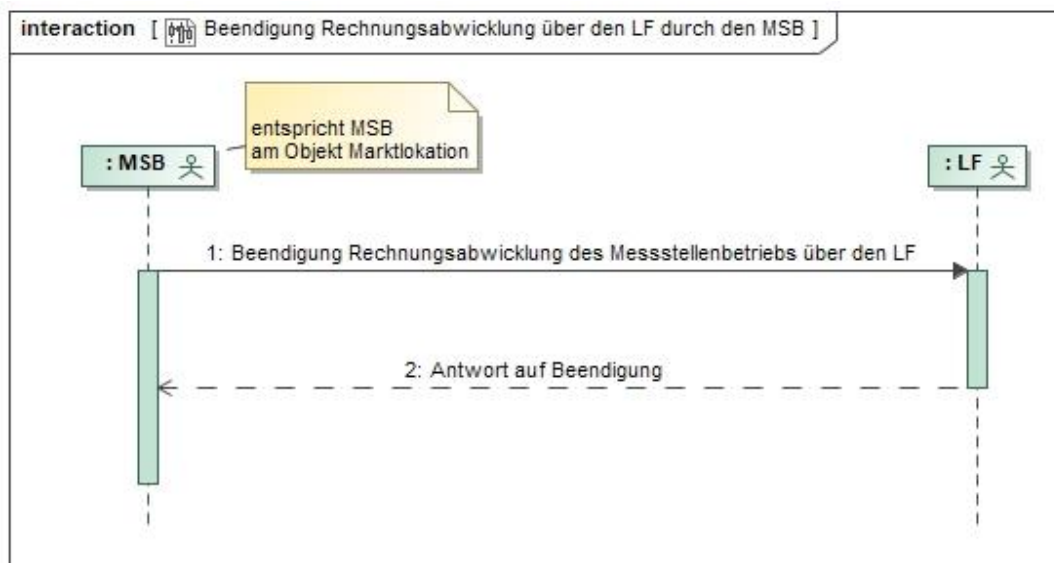 interaction [ Beendigung Rechnungsabwicklung über den LF durch den MSB ]
entspricht MSB
am Objekt Marktlokation
: MSB
: LF
1: Beendigung Rechnungsabwicklung des Messstellenbetriebs über den LF
2: Antwort auf Beendigung